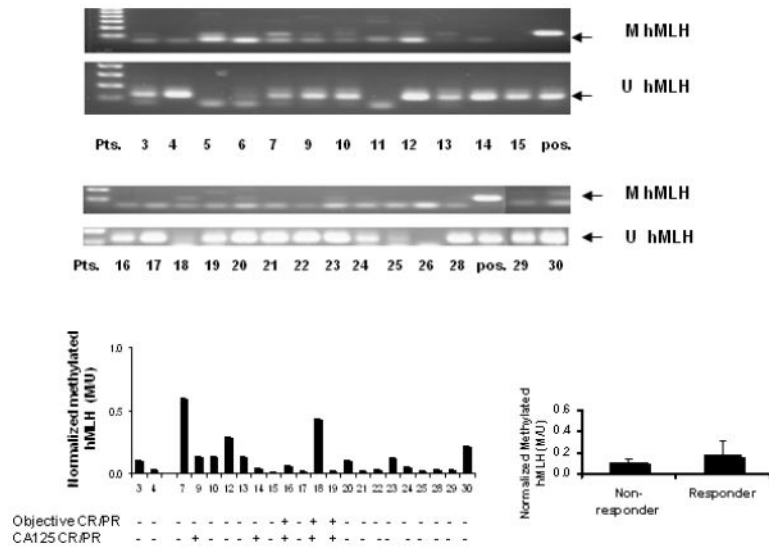 M hMLH
U hMLH
Pts. 3 4 5 6 7 9 10 11 12 13 14 15 pos.
M hMLH
U hMLH
Pts. 16 17 18 19 20 21 22 23 24 25 26 28 pos. 29 30
Normalized methylated
hMLH (M/U)
1.0
0.5
0.0
3 4 7 9 10 12 13 14 15 16 17 18 19 20 21 22 23 24 25 28 29 30
Objective CR/PR - - - - - - - - - + - + + - - - - - - - - -
CA125 CR/PR - - - + - - - + - + - + + - - -- - - - - - -
Normalized Methylated
hMLH (M/U)
0.6
0.4
0.2
0.0
Non-
responder
Responder